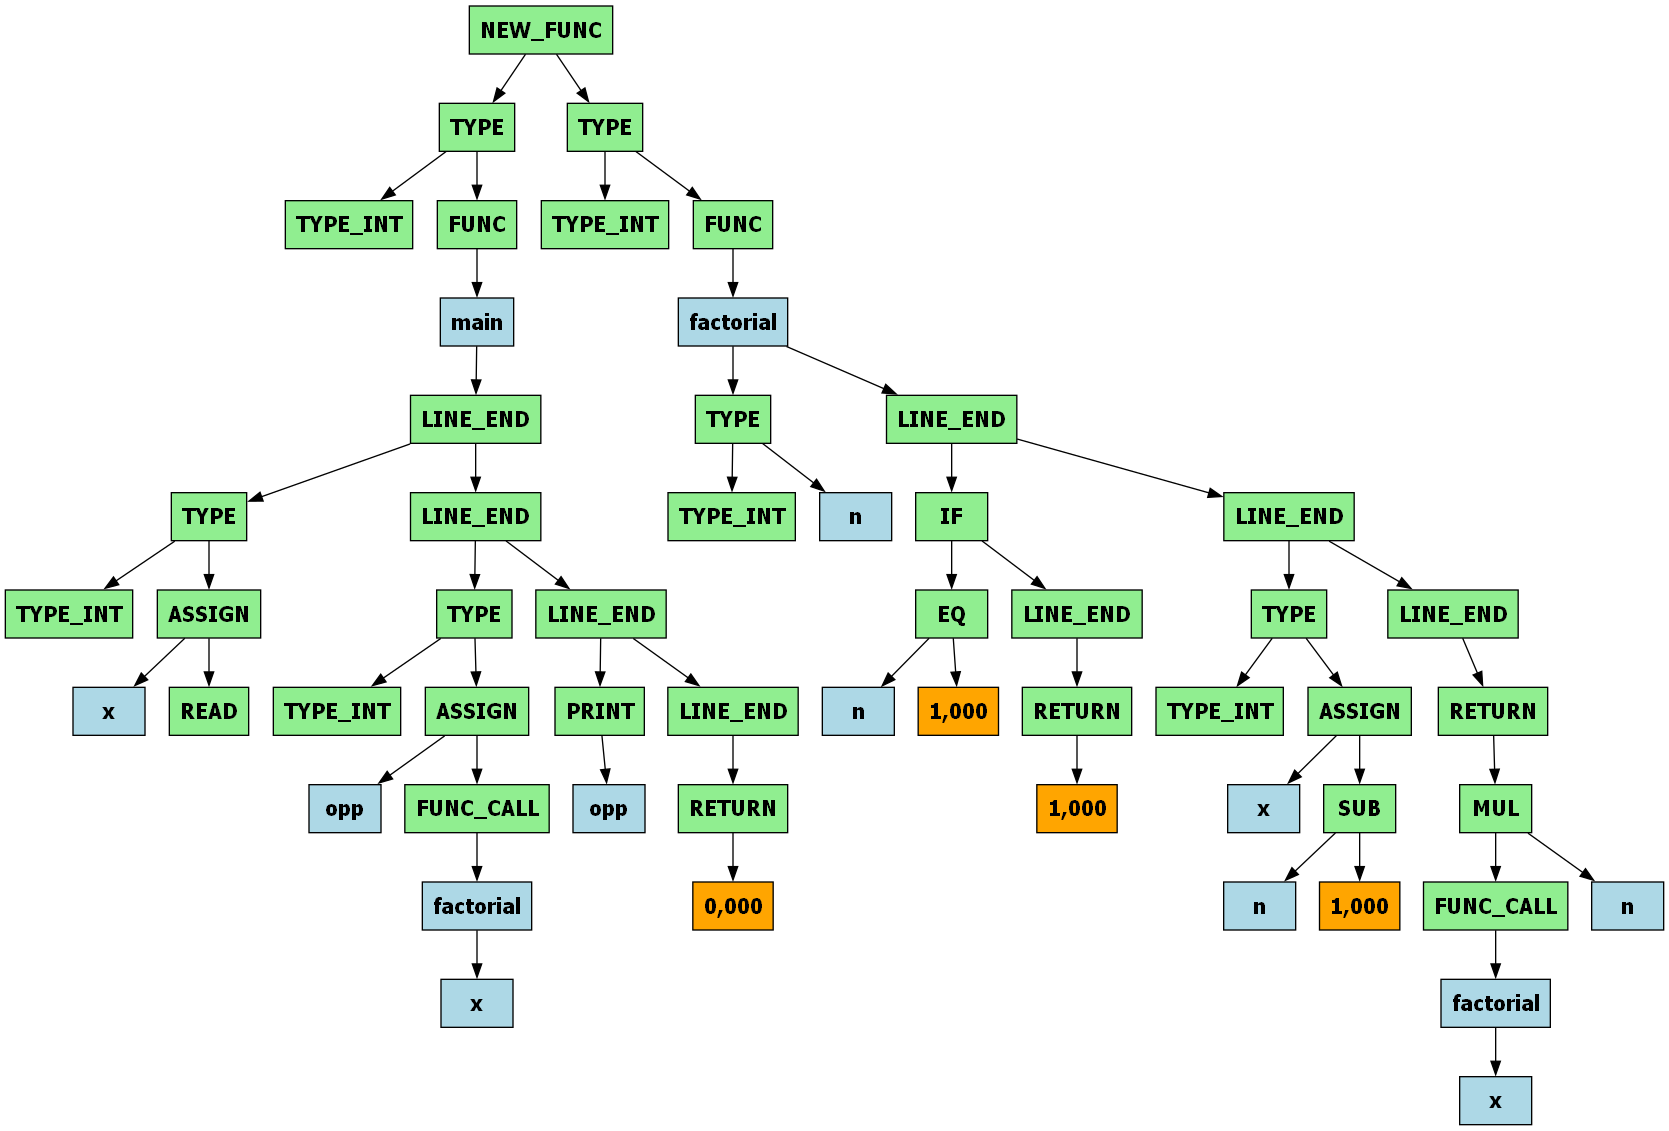 NEW_FUNC
TYPE TYPE
TYPE_INT FUNC TYPE_INT FUNC
main factorial
LINE_END TYPE LINE_END
TYPE LINE_END TYPE_INT n IF LINE_END
TYPE_INT ASSIGN TYPE LINE_END EQ LINE_END TYPE LINE_END
x READ TYPE_INT ASSIGN PRINT LINE_END n 1,000 RETURN TYPE_INT ASSIGN RETURN
opp FUNC_CALL opp RETURN 1,000 x SUB MUL
factorial 0,000 n 1,000 FUNC_CALL n
x factorial
x